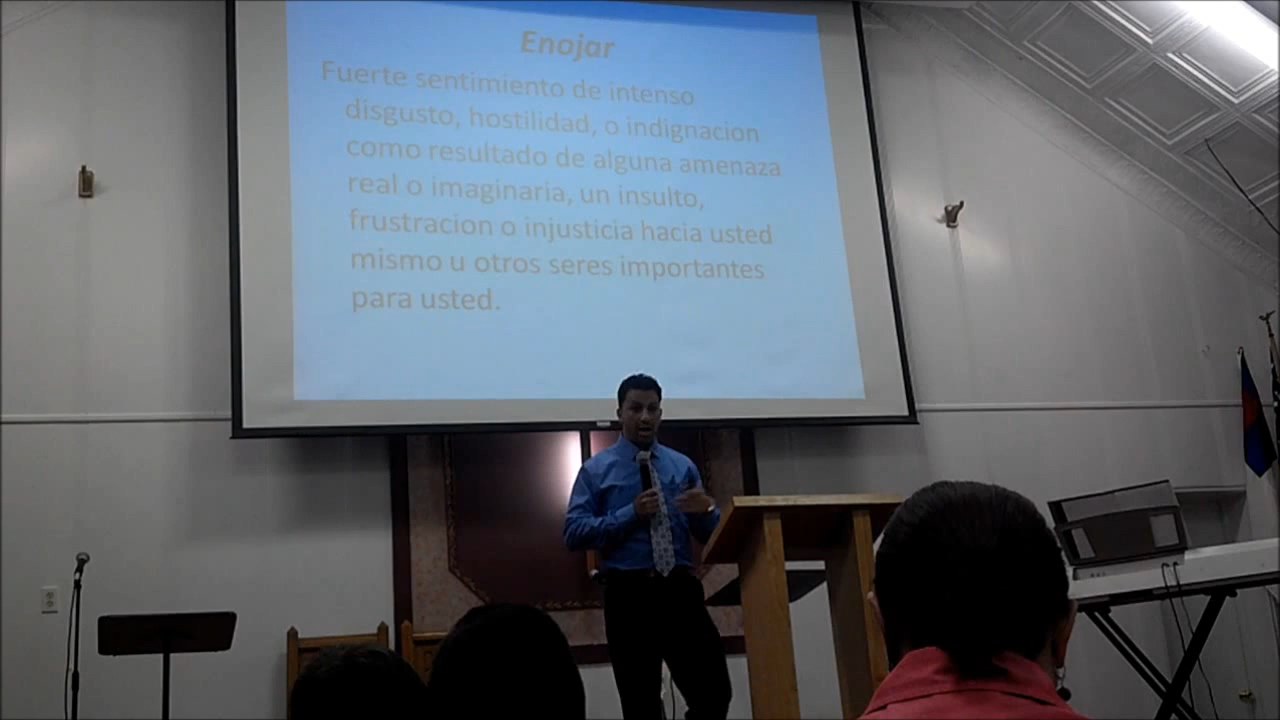 Enojar
Fuerte sentimiento de intenso
disgusto, hostilidad, o indignacion
como resultado de alguna amenaza
real o imaginaria, un insulto,
frustracion o injusticia hacia usted
mismo u otros seres importantes
para usted.